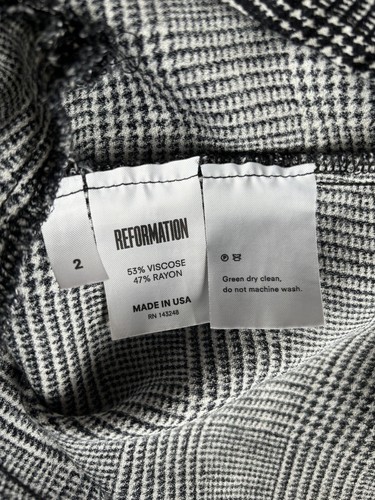 2
REFORMATION
53% VISCOSE
47% RAYON
MADE IN USA
RN 143248
Green dry clean,
do not machine wash.